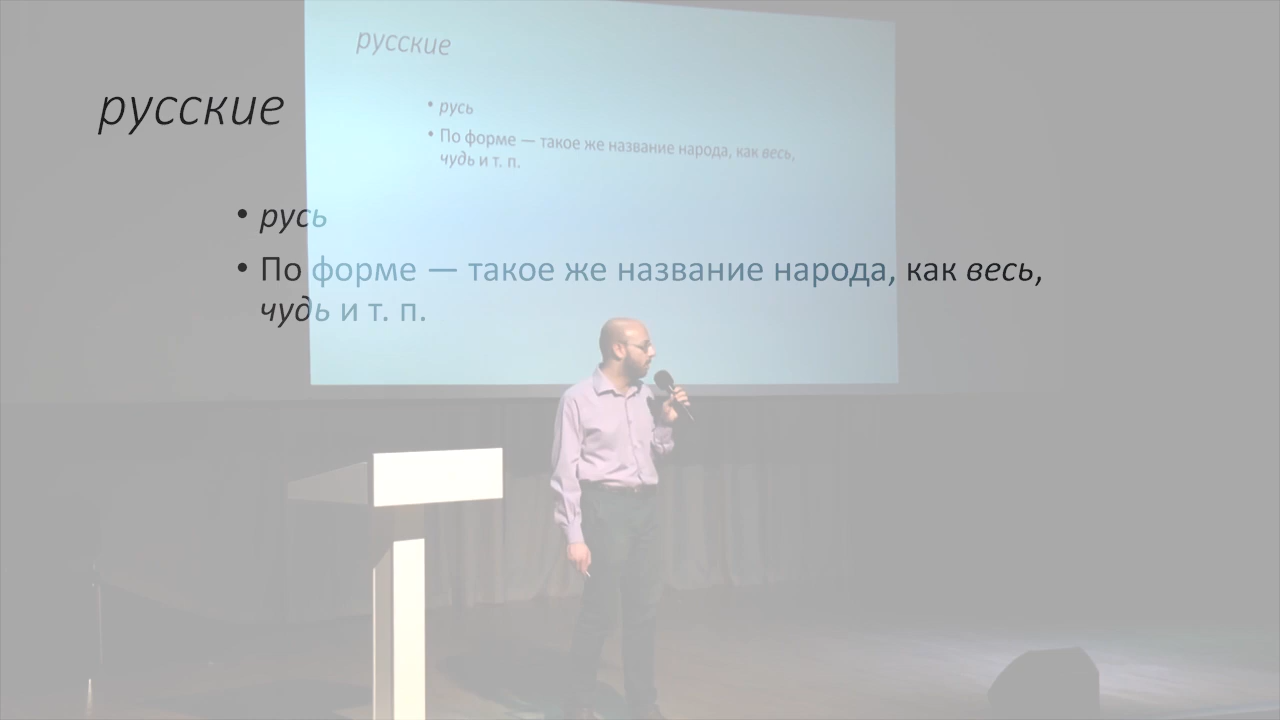 русские
• русь
• По форме — такое же название народа, как весь,
чудь и т. п.
русские
• русь
• По форме — такое же название народа, как весь,
чудь и т. п.